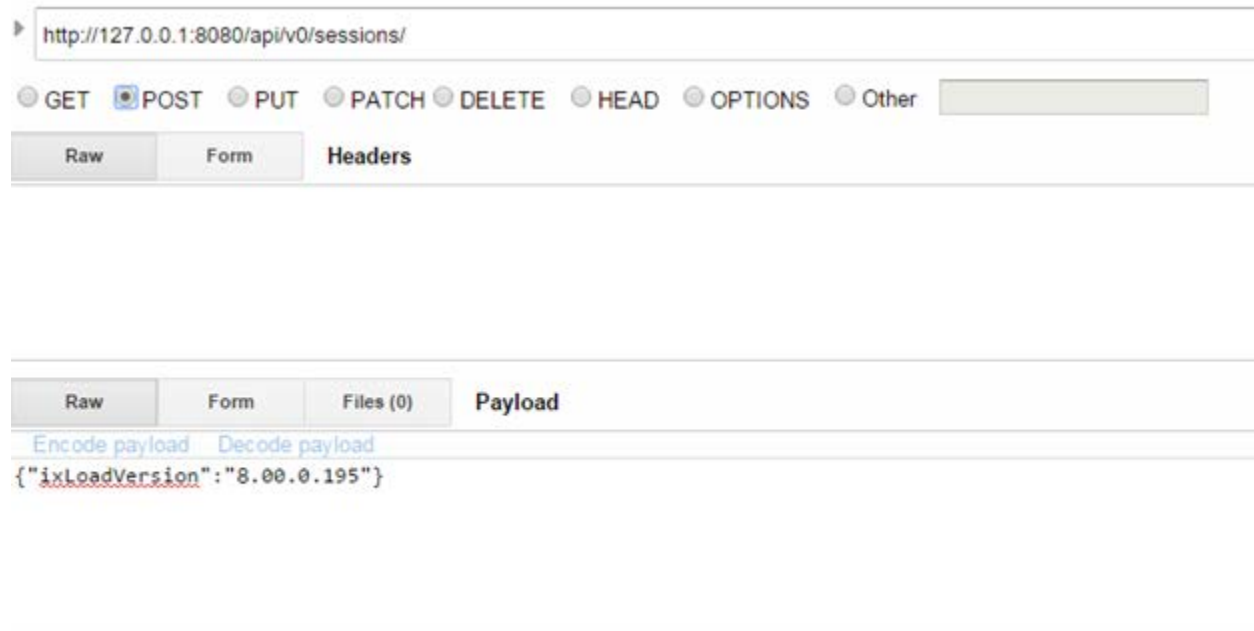 http://127.0.0.1:8080/api/v0/sessions/
GET POST PUT PATCH DELETE HEAD OPTIONS Other
Raw Form Headers
Raw Form Files (0) Payload
Encode payload Decode payload
{"ixLoadVersion":"8.00.0.195"}